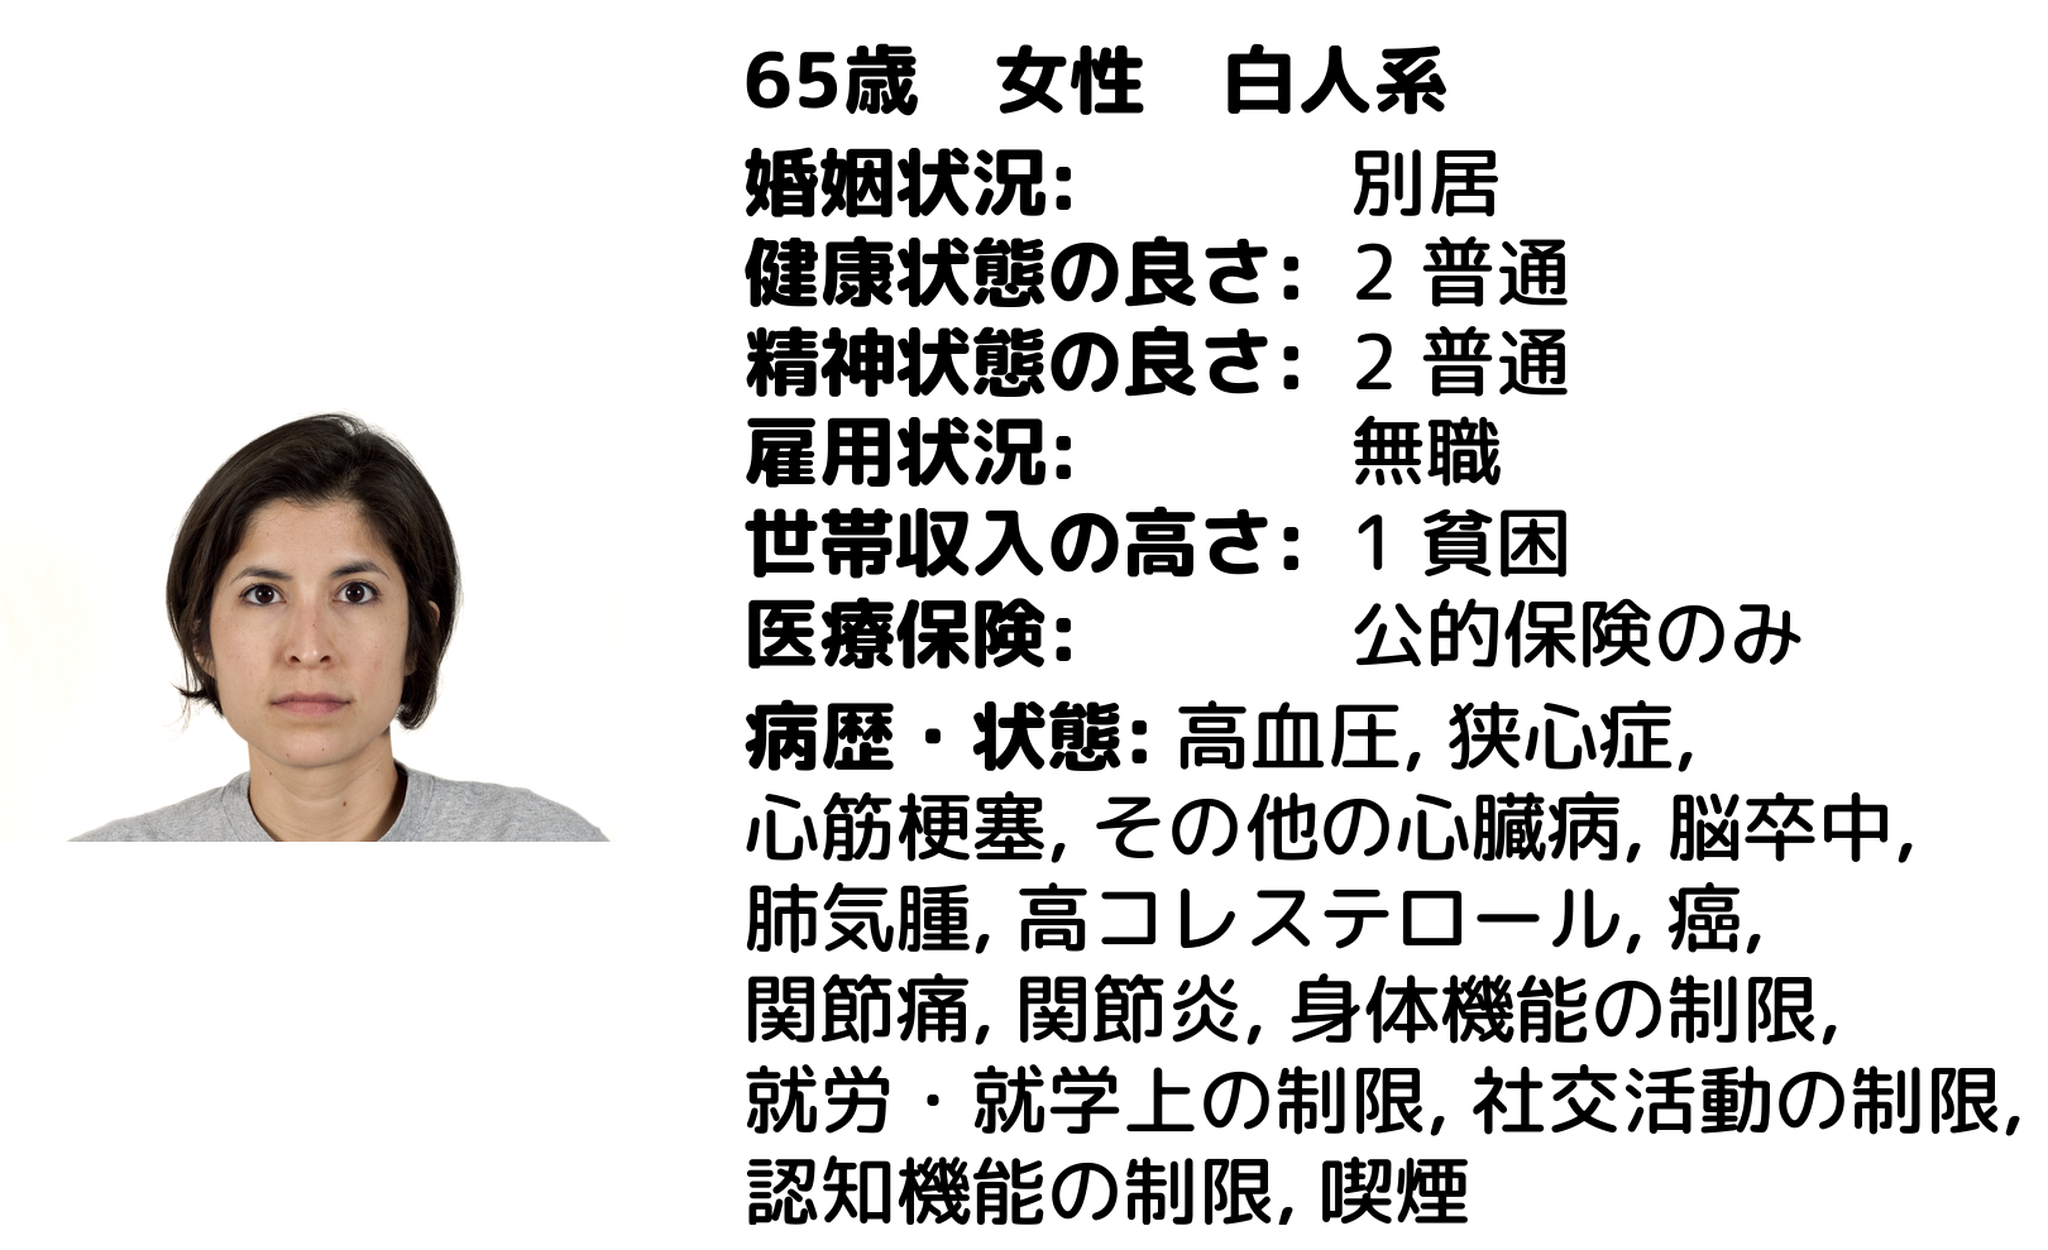 65歳　女性　白人系
婚姻状況: 別居
健康状態の良さ: 2 普通
精神状態の良さ: 2 普通
雇用状況: 無職
世帯収入の高さ: 1 貧困
医療保険: 公的保険のみ
病歴・状態: 高血圧, 狭心症,
心筋梗塞, その他の心臓病, 脳卒中,
肺気腫, 高コレステロール, 癌,
関節痛, 関節炎, 身体機能の制限,
就労・就学上の制限, 社交活動の制限,
認知機能の制限, 喫煙